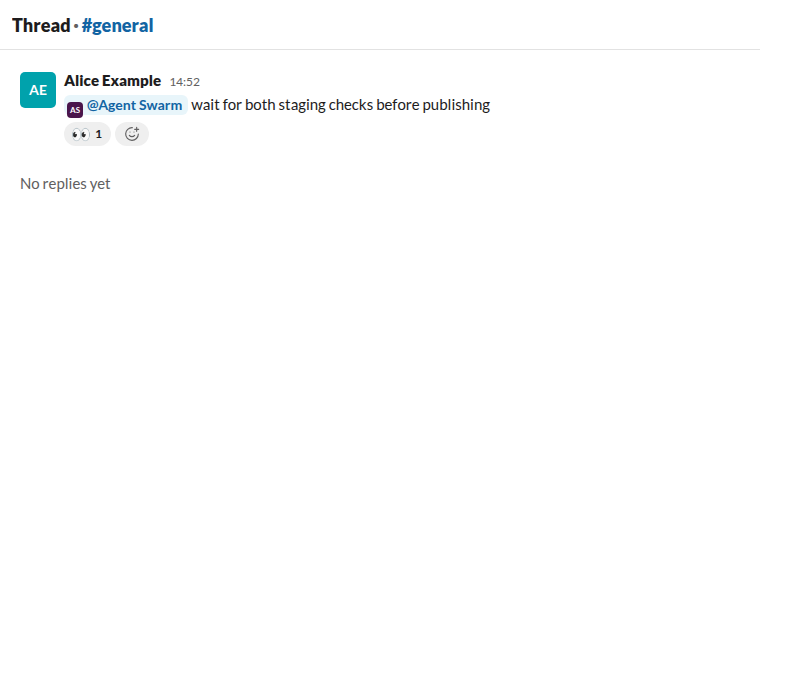 Thread • #general
AE
Alice Example 14:52
AS @Agent Swarm wait for both staging checks before publishing
👀 1
No replies yet